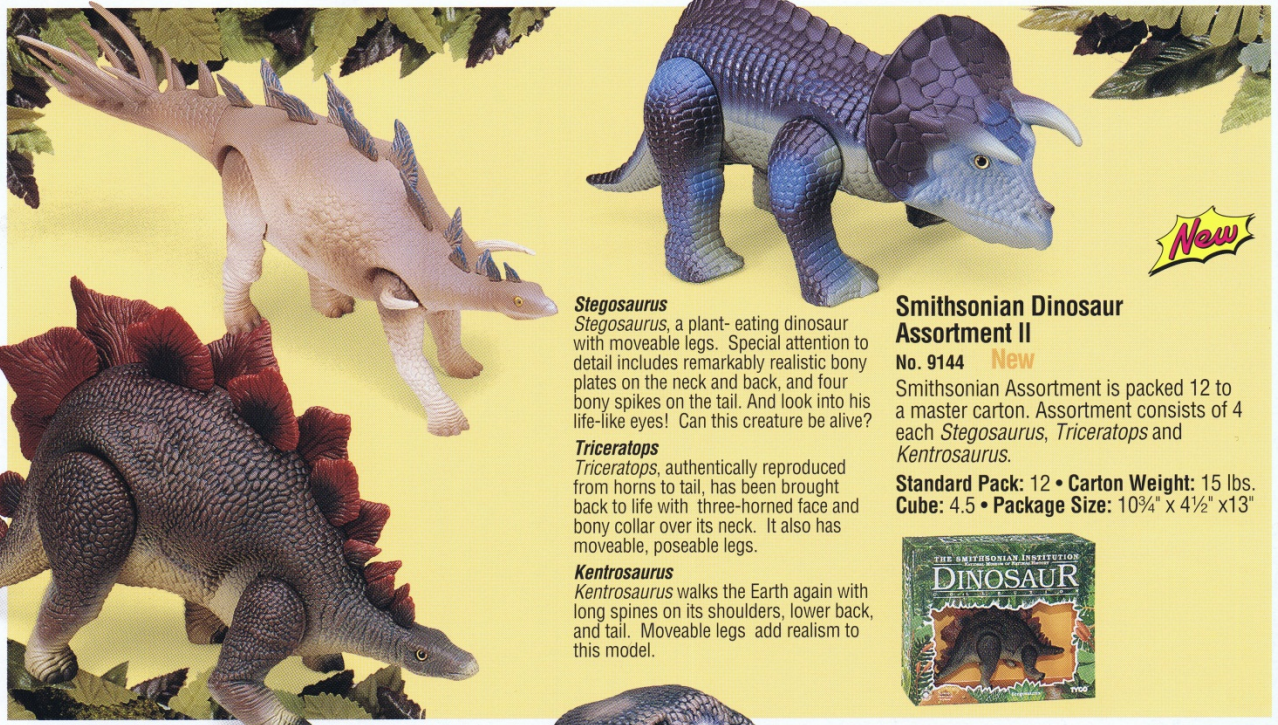 New
Stegosaurus
Stegosaurus, a plant- eating dinosaur
with moveable legs. Special attention to
detail includes remarkably realistic bony
plates on the neck and back, and four
bony spikes on the tail. And look into his
life-like eyes! Can this creature be alive?
Triceratops
Triceratops, authentically reproduced
from horns to tail, has been brought
back to life with three-horned face and
bony collar over its neck. It also has
moveable, poseable legs.
Kentrosaurus
Kentrosaurus walks the Earth again with
long spines on its shoulders, lower back,
and tail. Moveable legs add realism to
this model.
Smithsonian Dinosaur
Assortment II
No. 9144 New
Smithsonian Assortment is packed 12 to
a master carton. Assortment consists of 4
each Stegosaurus, Triceratops and
Kentrosaurus.
Standard Pack: 12 • Carton Weight: 15 lbs.
Cube: 4.5 • Package Size: 10¾" x 4½" x13"
THE SMITHSONIAN INSTITUTION
NATIONAL MUSEUM OF NATURAL HISTORY
DINOSAUR
Stegosaurus
TYCO